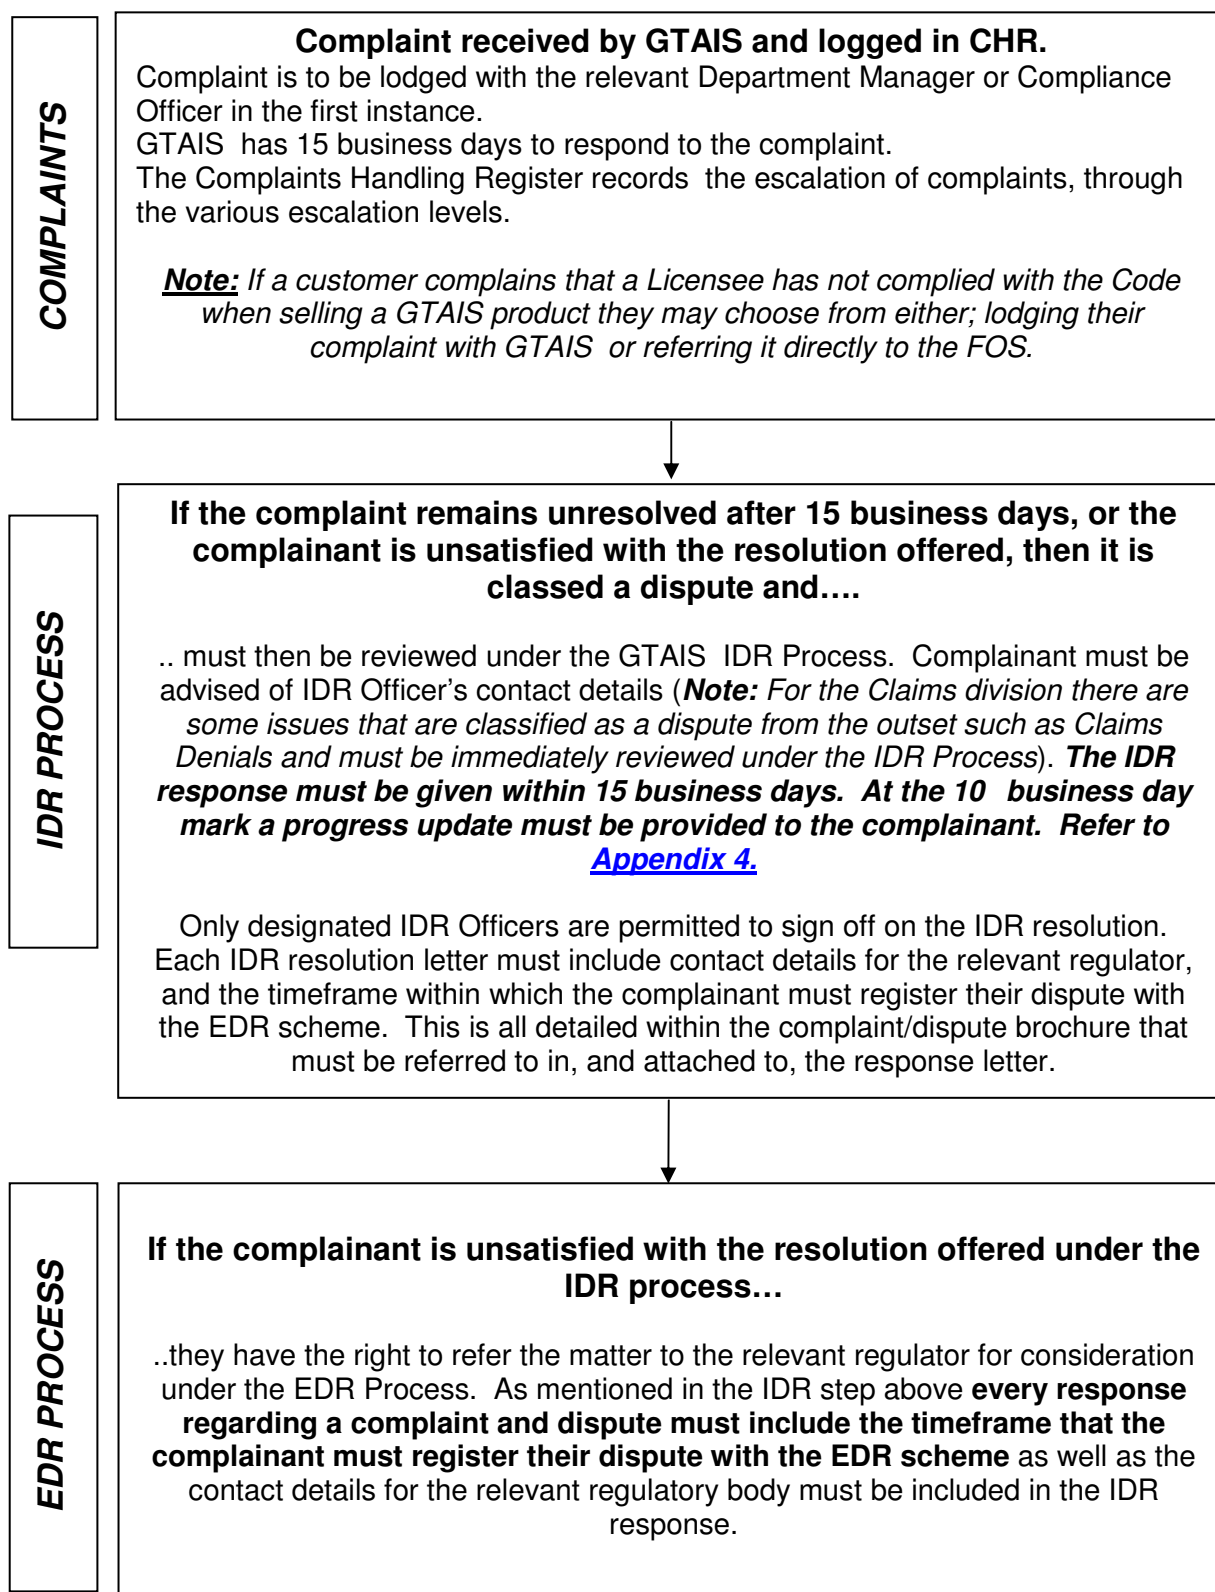 COMPLAINTS
Complaint received by GTAIS and logged in CHR.
Complaint is to be lodged with the relevant Department Manager or Compliance
Officer in the first instance.
GTAIS  has 15 business days to respond to the complaint.
The Complaints Handling Register records  the escalation of complaints, through
the various escalation levels.
Note: If a customer complains that a Licensee has not complied with the Code
when selling a GTAIS product they may choose from either; lodging their
complaint with GTAIS  or referring it directly to the FOS.
IDR PROCESS
If the complaint remains unresolved after 15 business days, or the
complainant is unsatisfied with the resolution offered, then it is
classed a dispute and….
.. must then be reviewed under the GTAIS  IDR Process.  Complainant must be
advised of IDR Officer's contact details (Note: For the Claims division there are
some issues that are classified as a dispute from the outset such as Claims
Denials and must be immediately reviewed under the IDR Process).  The IDR
response must be given within 15 business days.  At the 10   business day
mark a progress update must be provided to the complainant.  Refer to
Appendix 4.
Only designated IDR Officers are permitted to sign off on the IDR resolution.
Each IDR resolution letter must include contact details for the relevant regulator,
and the timeframe within which the complainant must register their dispute with
the EDR scheme.  This is all detailed within the complaint/dispute brochure that
must be referred to in, and attached to, the response letter.
EDR PROCESS
If the complainant is unsatisfied with the resolution offered under the
IDR process…
..they have the right to refer the matter to the relevant regulator for consideration
under the EDR Process.  As mentioned in the IDR step above every response
regarding a complaint and dispute must include the timeframe that the
complainant must register their dispute with the EDR scheme as well as the
contact details for the relevant regulatory body must be included in the IDR
response.